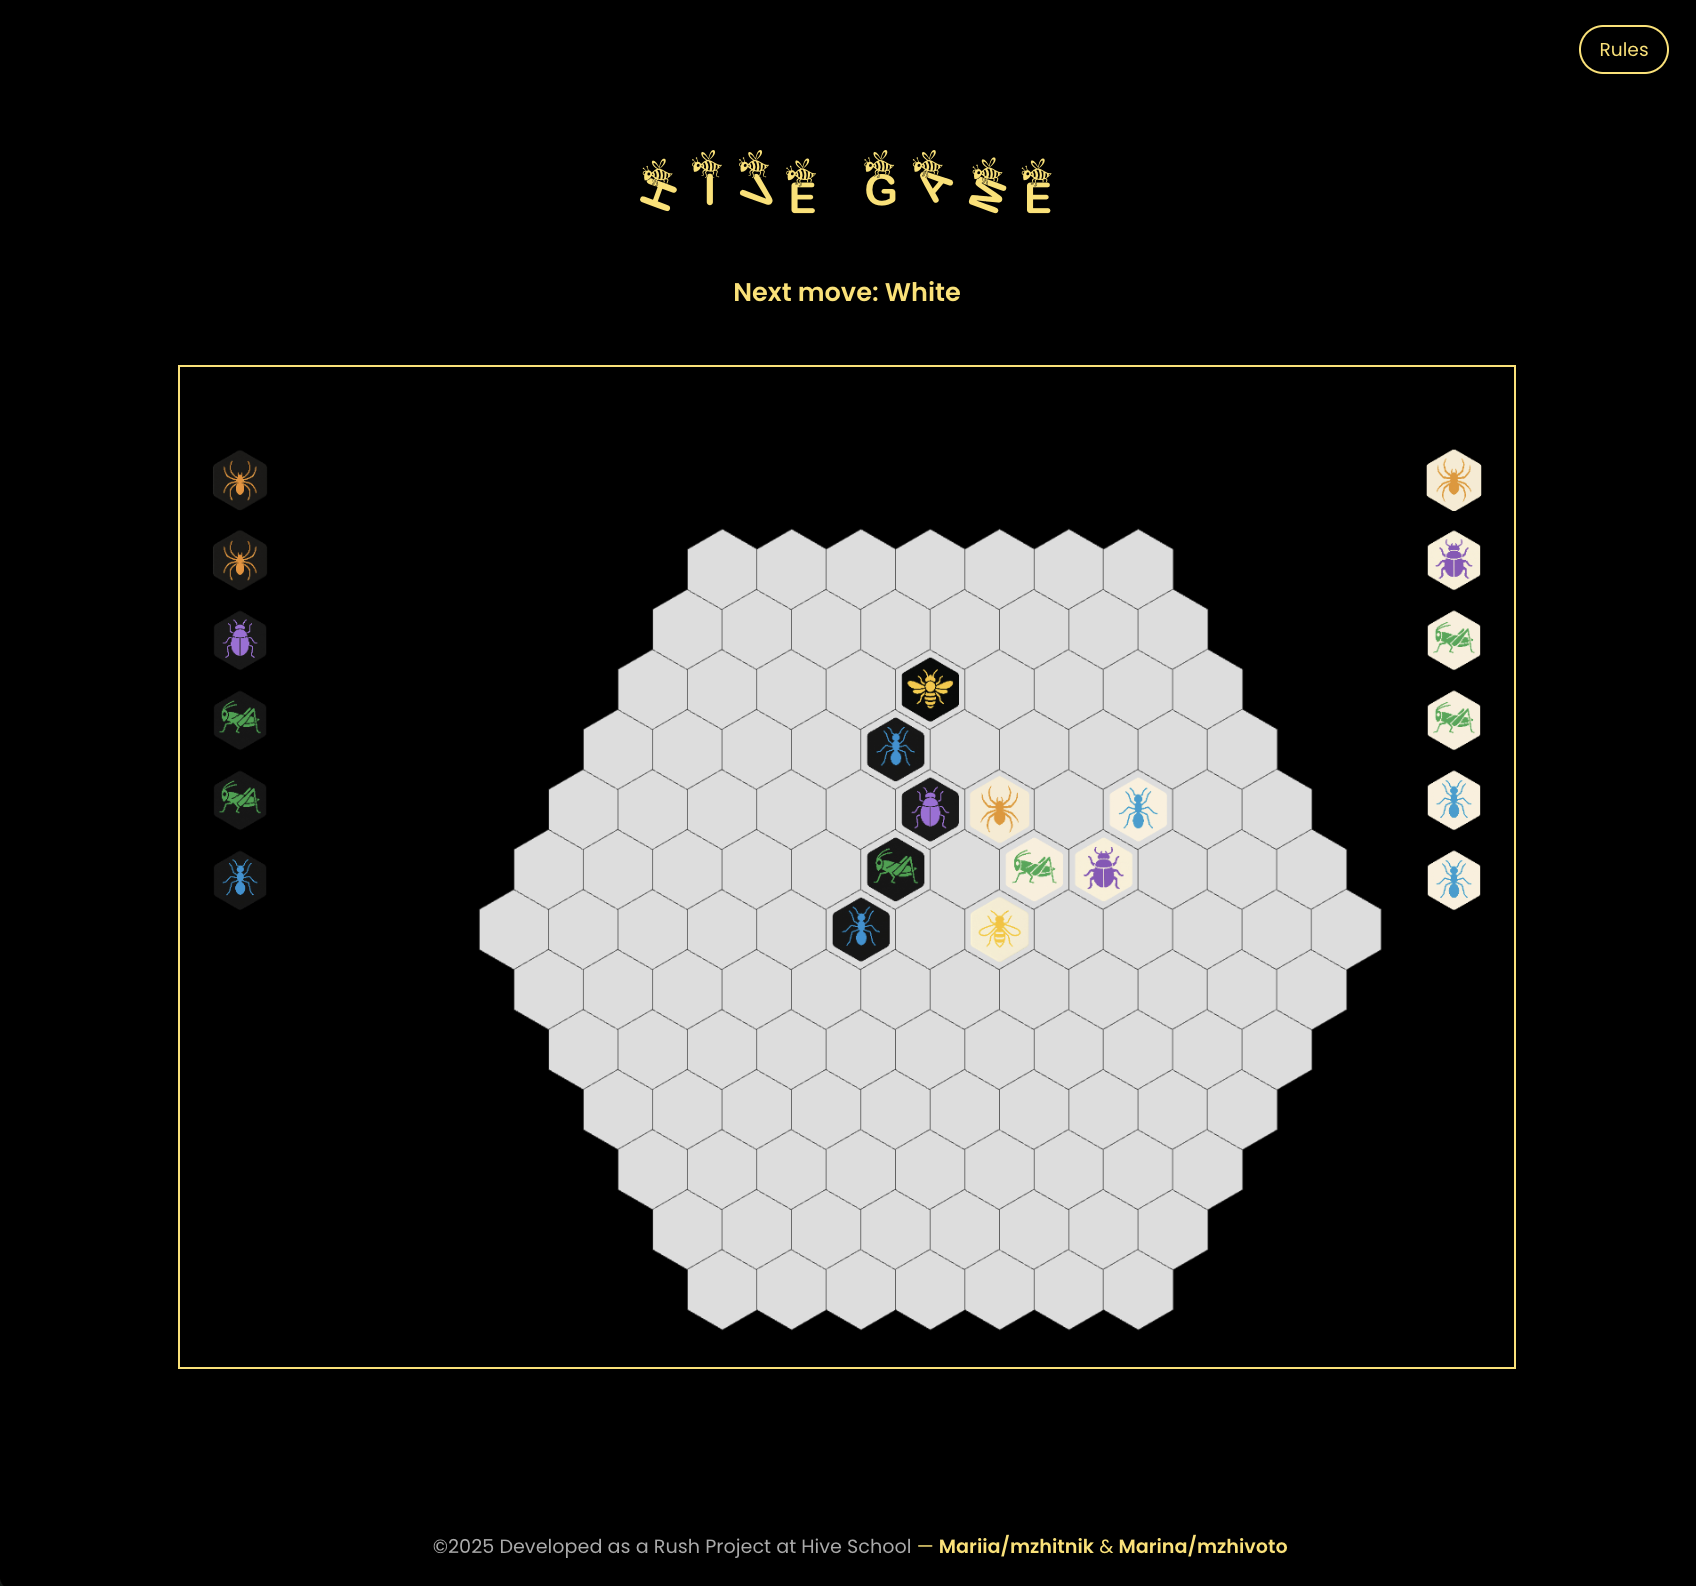 Rules
HIVE GAME
Next move: White
©2025 Developed as a Rush Project at Hive School — Mariia/mzhitnik & Marina/mzhivoto